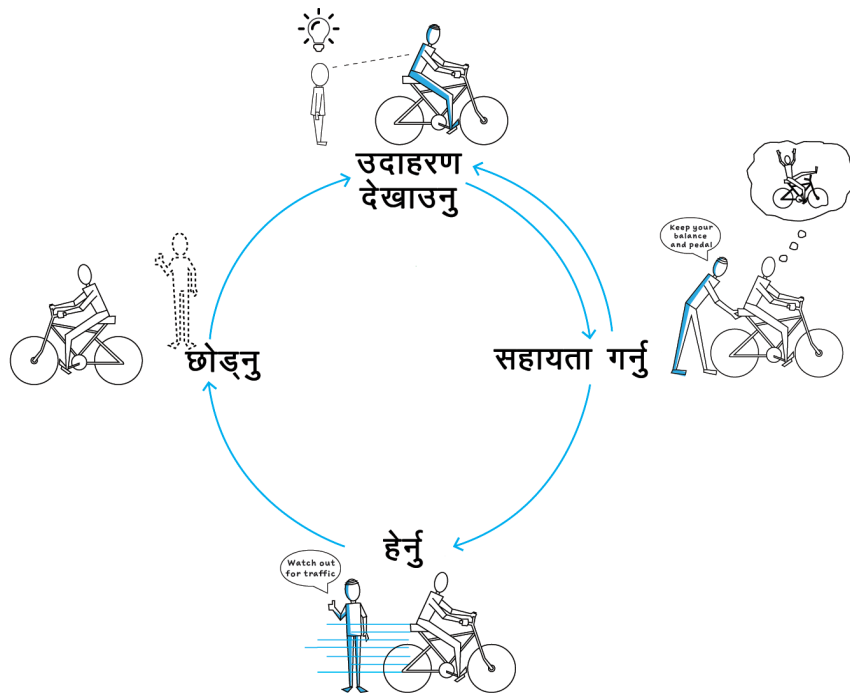 उदाहरण
देखाउनु
Keep your
balance
and pedal
छोड्नु
सहायता गर्नु
हेर्नु
Watch out
for traffic